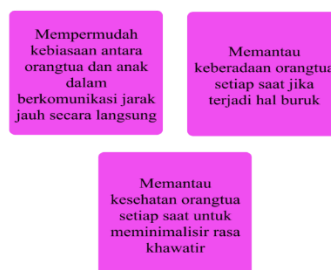 Mempermudah
kebiasaan antara
orangtua dan anak
dalam
berkomunikasi jarak
jauh secara langsung
Memantau
keberadaan orangtua
setiap saat jika
terjadi hal buruk
Memantau
kesehatan orangtua
setiap saat untuk
meminimalisir rasa
khawatir